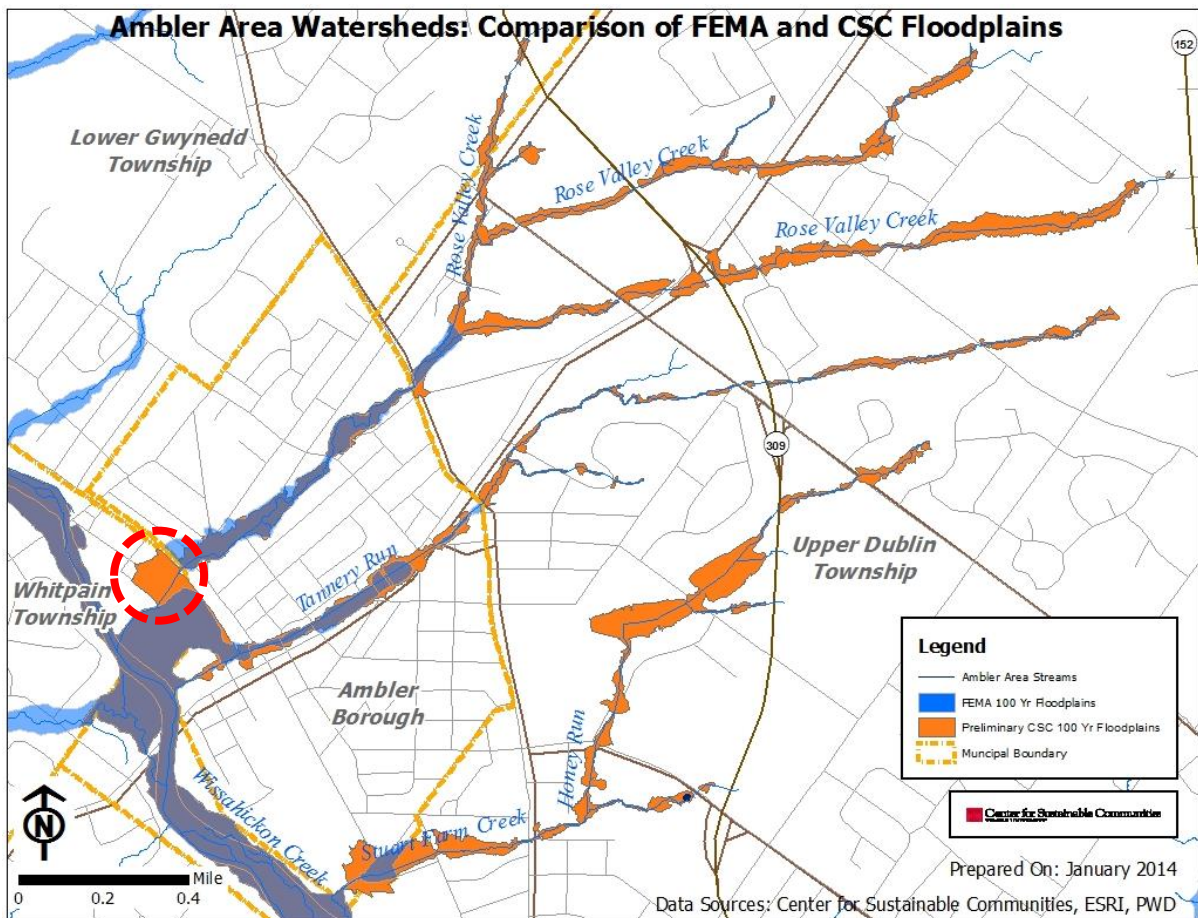 Ambler Area Watersheds: Comparison of FEMA and CSC Floodplains
152
Lower Gwynedd
Township
Rose Valley Creek
Rose Valley Creek
Rose Valley Creek
309
Tannery Run
Upper Dublin
Township
Whitpain
Township
Ambler
Borough
Honey Run
Wissahickon Creek
Stuart Farm Creek
Legend
Ambler Area Streams
FEMA 100 Yr Floodplains
Preliminary CSC 100 Yr Floodplains
Muncipal Boundary
Center for Sustainable Communities
N
Mile
0 0.2 0.4
Prepared On: January 2014
Data Sources: Center for Sustainable Communities, ESRI, PWD